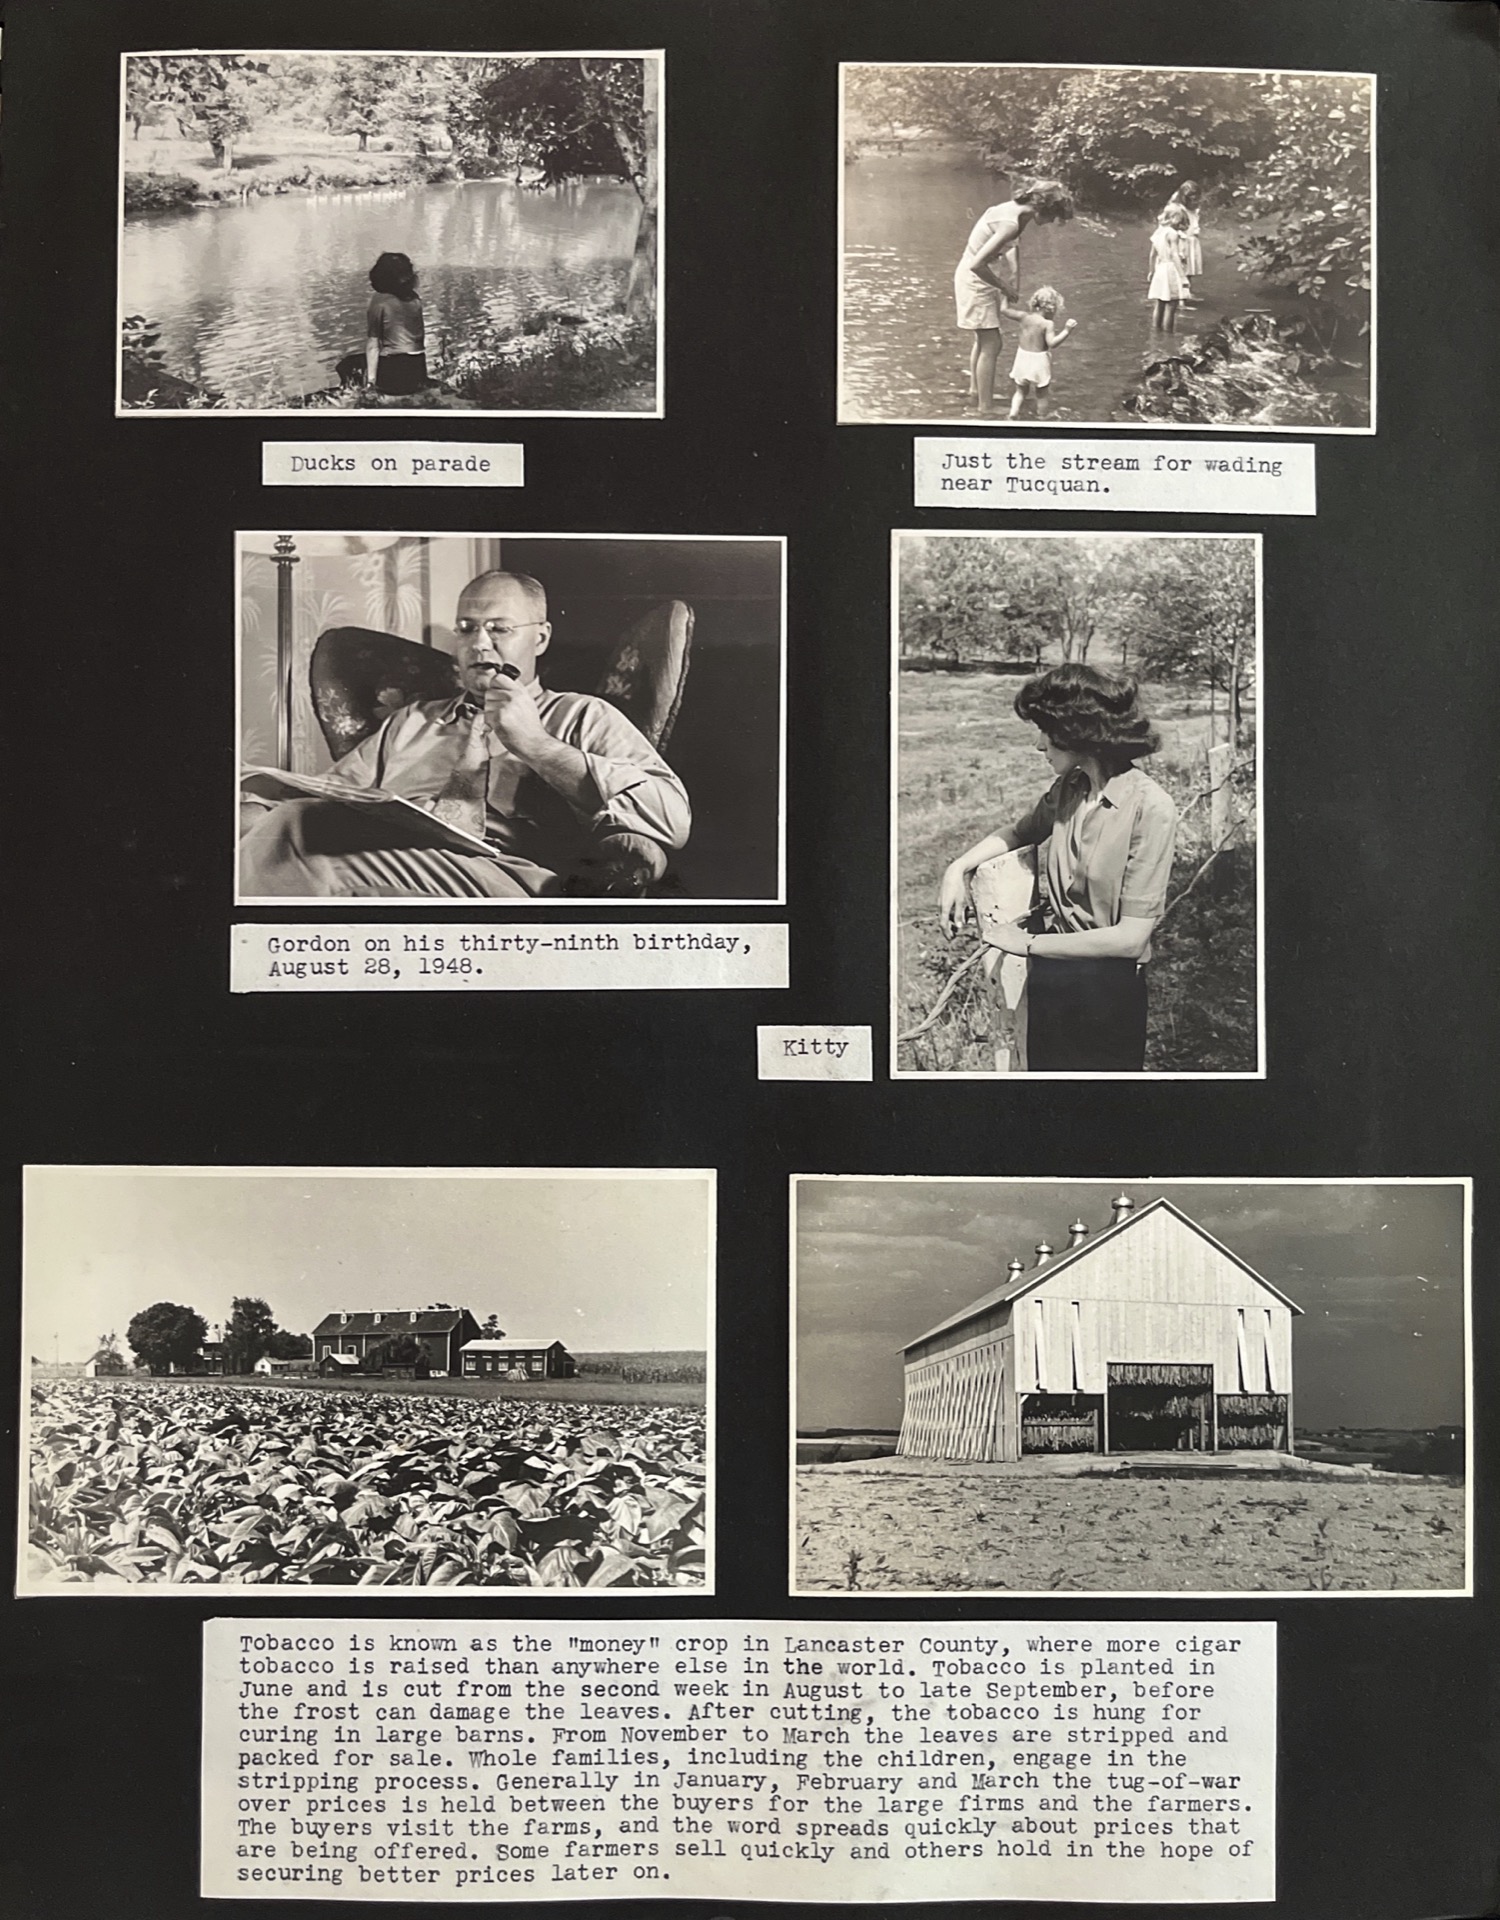 Ducks on parade
Just the stream for wading
near Tucquan.
Gordon on his thirty-ninth birthday,
August 28, 1948.
Kitty
Tobacco is known as the "money" crop in Lancaster County, where more cigar
tobacco is raised than anywhere else in the world. Tobacco is planted in
June and is cut from the second week in August to late September, before
the frost can damage the leaves. After cutting, the tobacco is hung for
curing in large barns. From November to March the leaves are stripped and
packed for sale. Whole families, including the children, engage in the
stripping process. Generally in January, February and March the tug-of-war
over prices is held between the buyers for the large firms and the farmers.
The buyers visit the farms, and the word spreads quickly about prices that
are being offered. Some farmers sell quickly and others hold in the hope of
securing better prices later on.